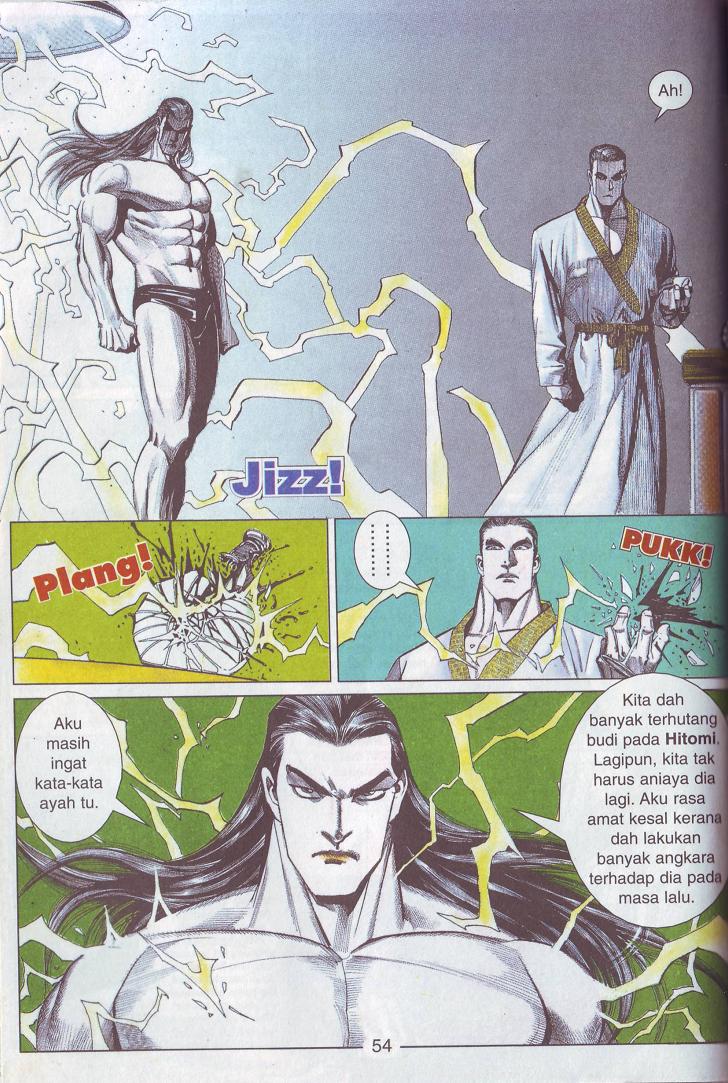 Ah!
Jizz!
Plang!
PUKK!
Aku
masih
ingat
kata-kata
ayah tu.
Kita dah
banyak terhutang
budi pada Hitomi.
Lagipun, kita tak
harus aniaya dia
lagi. Aku rasa
amat kesal kerana
dah lakukan
banyak angkara
terhadap dia pada
masa lalu.
54